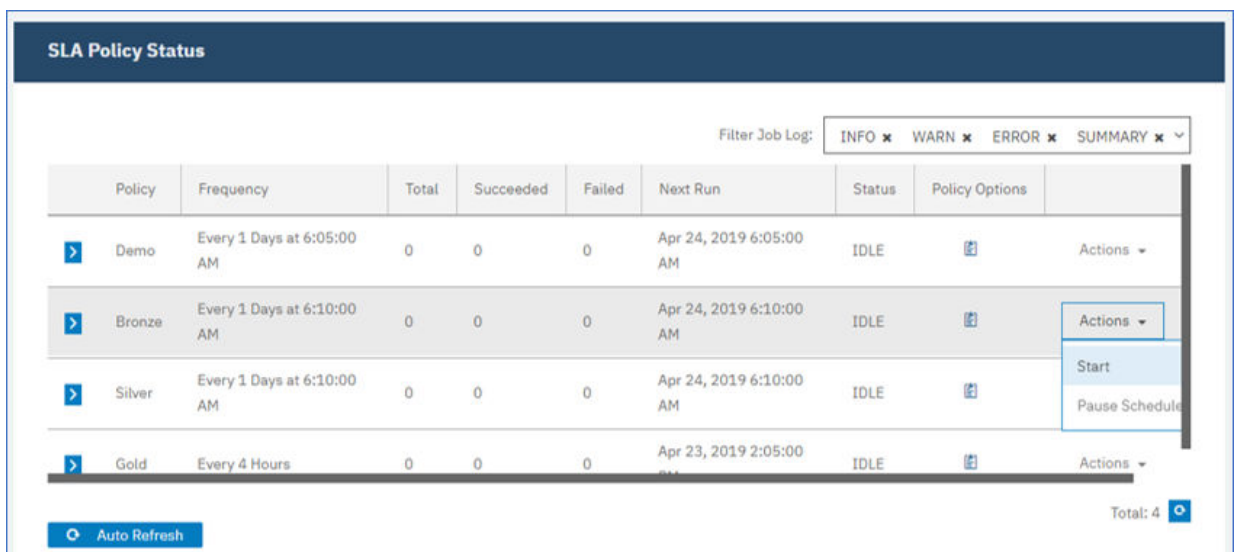 SLA Policy Status
Filter Job Log: INFO ✖ WARN ✖ ERROR ✖ SUMMARY ✖
Policy Frequency Total Succeeded Failed Next Run Status Policy Options
Every 1 Days at 6:05:00 Apr 24, 2019 6:05:00
Demo 0 0 0 IDLE Actions
AM AM
Every 1 Days at 6:10:00 Apr 24, 2019 6:10:00
Bronze 0 0 0 IDLE Actions
AM AM
Start
Every 1 Days at 6:10:00 Apr 24, 2019 6:10:00
Silver 0 0 0 IDLE
AM AM
Pause Schedule
Apr 23, 2019 2:05:00
Gold Every 4 Hours 0 0 0 IDLE Actions
Total: 4
Auto Refresh